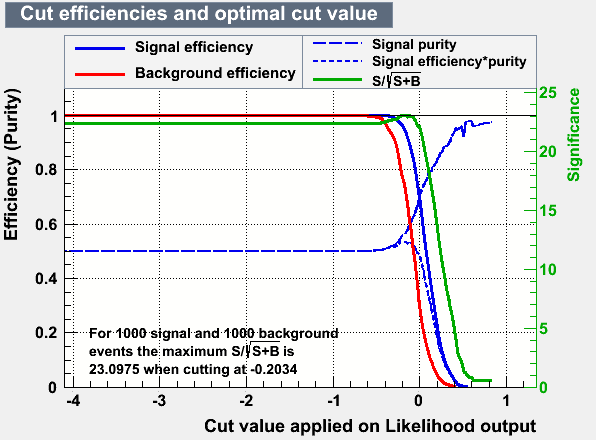 Cut efficiencies and optimal cut value
Signal efficiency
Background efficiency
Signal purity
Signal efficiency*purity
S/√S+B
Efficiency (Purity)
1
0.8
0.6
0.4
0.2
0
25
20
15
10
5
0
Significance
For 1000 signal and 1000 background
events the maximum S/√S+B is
23.0975 when cutting at -0.2034
-4 -3 -2 -1 0 1
Cut value applied on Likelihood output